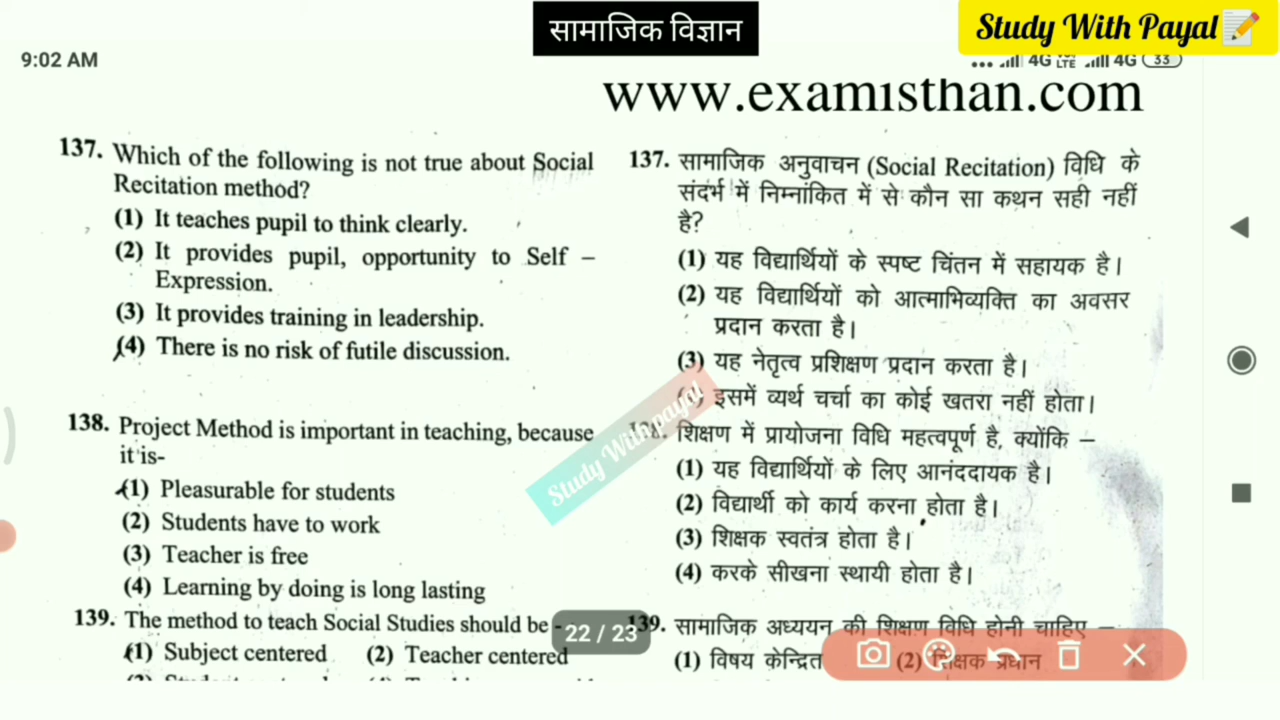 सामाजिक विज्ञान
Study With Payal
9:02 AM
4G LTE 4G 33
www.examisthan.com
137. Which of the following is not true about Social
Recitation method?
(1) It teaches pupil to think clearly.
(2) It provides pupil, opportunity to Self –
Expression.
(3) It provides training in leadership.
(4) There is no risk of futile discussion.
138. Project Method is important in teaching, because
it is-
(1) Pleasurable for students
(2) Students have to work
(3) Teacher is free
(4) Learning by doing is long lasting
139. The method to teach Social Studies should be -
(1) Subject centered (2) Teacher centered
137. सामाजिक अनुवाचन (Social Recitation) विधि के
संदर्भ में निम्नांकित में से कौन सा कथन सही नहीं
है?
(1) यह विद्यार्थियों के स्पष्ट चिंतन में सहायक है।
(2) यह विद्यार्थियों को आत्माभिव्यक्ति का अवसर
प्रदान करता है।
(3) यह नेतृत्व प्रशिक्षण प्रदान करता है।
इसमें व्यर्थ चर्चा का कोई खतरा नहीं होता।
शिक्षण में प्रायोजना विधि महत्वपूर्ण है, क्योंकि –
(1) यह विद्यार्थियों के लिए आनंददायक है।
(2) विद्यार्थी को कार्य करना होता है।
(3) शिक्षक स्वतंत्र होता है।
(4) करके सीखना स्थायी होता है।
139. सामाजिक अध्ययन की शिक्षण विधि होनी चाहिए –
(1) विषय केन्द्रित (2) शिक्षक प्रधान
Study With payal
22 / 23